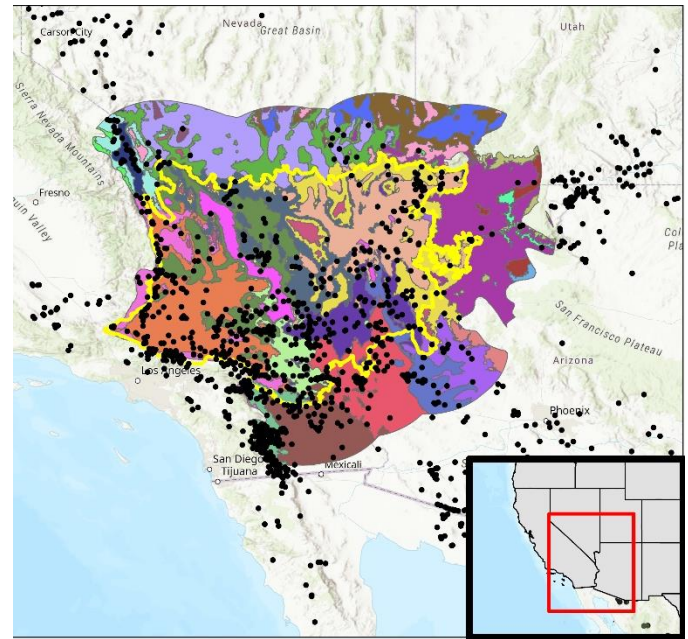 Nevada
Carson City
Great Basin
Utah
Sierra Nevada Mountains
Fresno
quin Valley
Col
Pla
San Francisco Plateau
Arizona
Los Angeles
Phoenix
San Diego
Tijuana
Mexicali
S